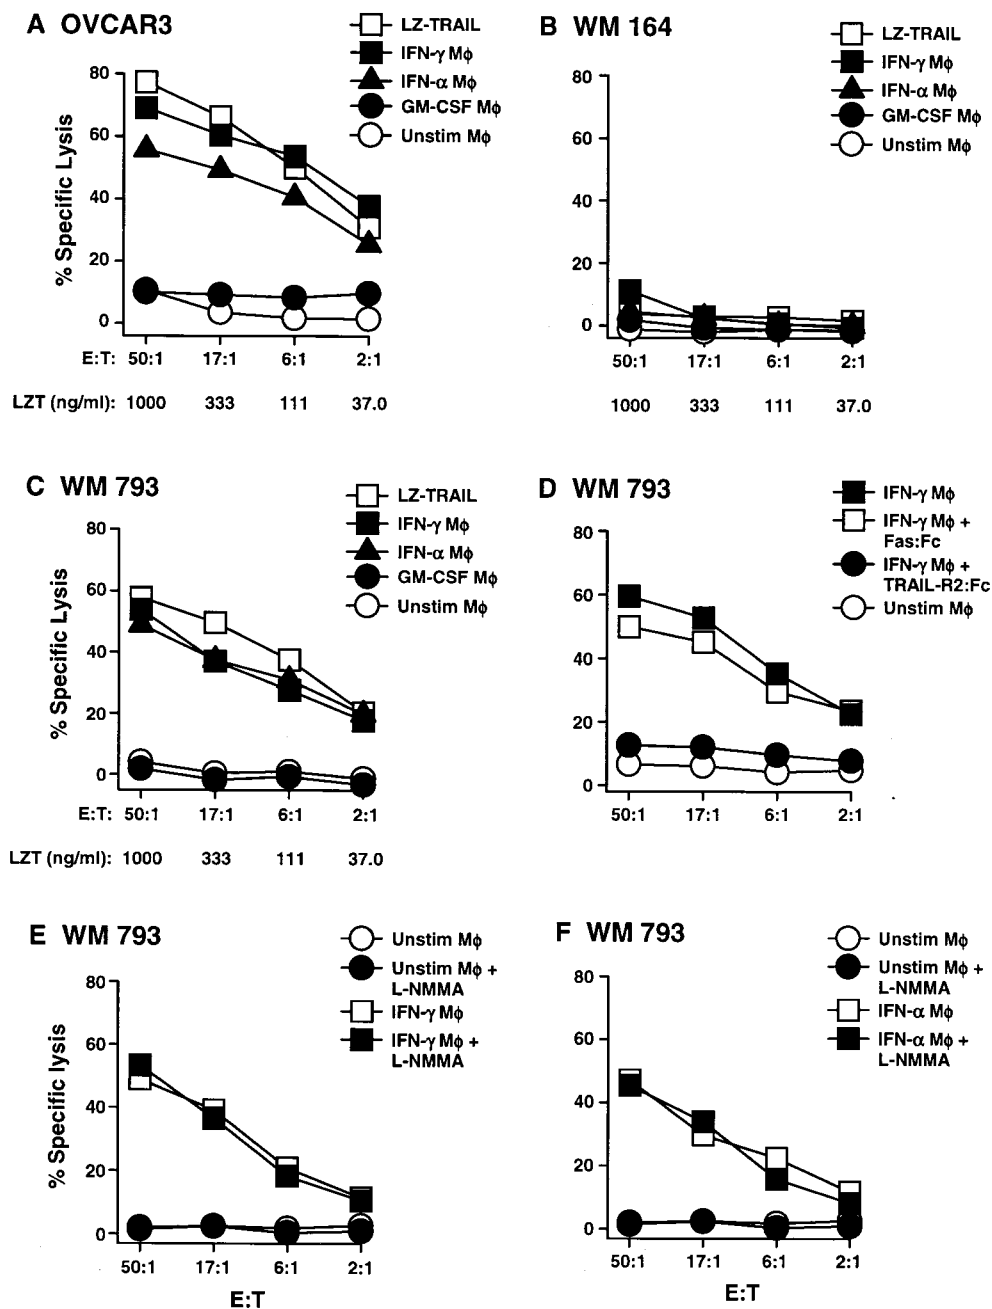 A OVCAR3
LZ-TRAIL
IFN-γ Mϕ
IFN-α Mϕ
GM-CSF Mϕ
Unstim Mϕ
% Specific Lysis
80
60
40
20
0
E:T: 50:1 17:1 6:1 2:1
LZT (ng/ml): 1000 333 111 37.0
B WM 164
LZ-TRAIL
IFN-γ Mϕ
IFN-α Mϕ
GM-CSF Mϕ
Unstim Mϕ
80
60
40
20
0
50:1 17:1 6:1 2:1
1000 333 111 37.0
C WM 793
LZ-TRAIL
IFN-γ Mϕ
IFN-α Mϕ
GM-CSF Mϕ
Unstim Mϕ
% Specific Lysis
80
60
40
20
0
E:T: 50:1 17:1 6:1 2:1
LZT (ng/ml): 1000 333 111 37.0
D WM 793
IFN-γ Mϕ
IFN-γ Mϕ +
Fas:Fc
IFN-γ Mϕ +
TRAIL-R2:Fc
Unstim Mϕ
80
60
40
20
0
50:1 17:1 6:1 2:1
E WM 793
Unstim Mϕ
Unstim Mϕ +
L-NMMA
IFN-γ Mϕ
IFN-γ Mϕ +
L-NMMA
% Specific lysis
80
60
40
20
0
50:1 17:1 6:1 2:1
E:T
F WM 793
Unstim Mϕ
Unstim Mϕ +
L-NMMA
IFN-α Mϕ
IFN-α Mϕ +
L-NMMA
80
60
40
20
0
50:1 17:1 6:1 2:1
E:T